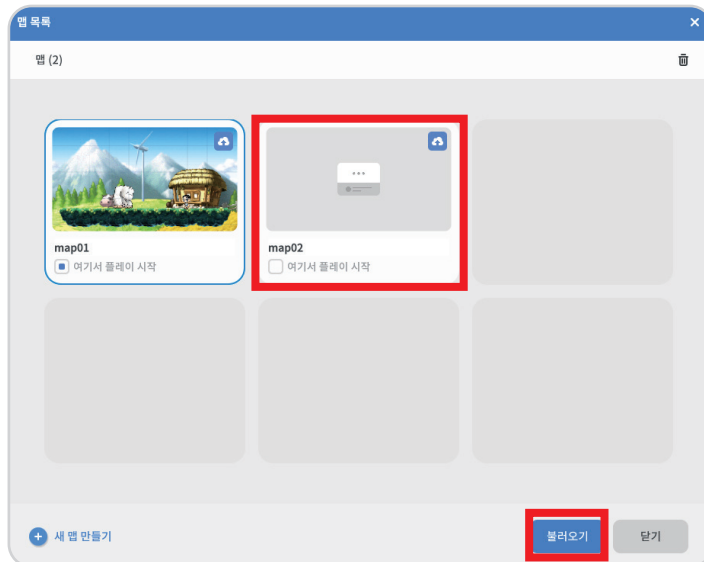 맵 목록
맵 (2)
map01
여기서 플레이 시작
map02
여기서 플레이 시작
새 맵 만들기
불러오기
닫기